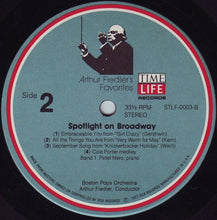 Arthur Fiedler's
Favorites
TIME
LIFE
RECORDS
Side 2
33⅓ RPM
STEREO
STLF-0003-B
Spotlight on Broadway
1) Embraceable You from "Girl Crazy" (Gershwin)
2) All the Things You Are from "Very Warm for May" (Kern)
3) September Song from "Knickerbocker Holiday" (Weill)
4) Cole Porter medley
Band 1: Peter Nero, piano
Boston Pops Orchestra
Arthur Fiedler, Conductor